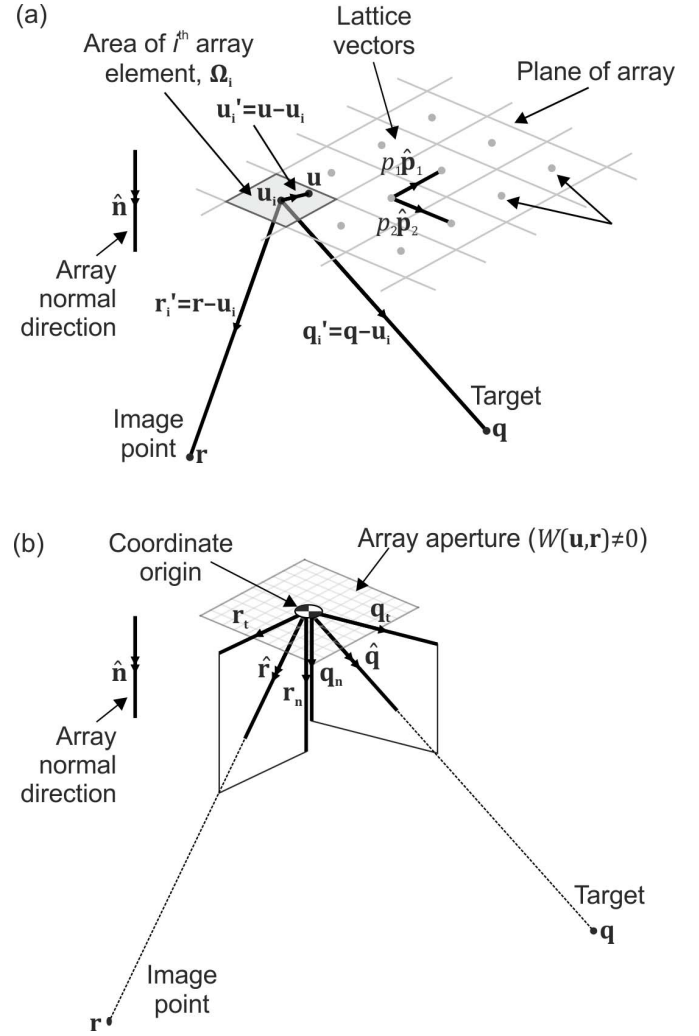 (a)
Lattice
vectors
Area of iᵗʰ array
element, Ωᵢ
Plane of array
uᵢ'=u–uᵢ
u
uᵢ
p₁p̂₁
p₂p̂₂
n̂
Array
normal
direction
rᵢ'=r–uᵢ
qᵢ'=q–uᵢ
Target
q
Image
point
r
(b)
Coordinate
origin
Array aperture (W(u,r)≠0)
rₜ
qₜ
n̂
r̂
q̂
rₙ
qₙ
Array
normal
direction
Target
q
Image
point
r